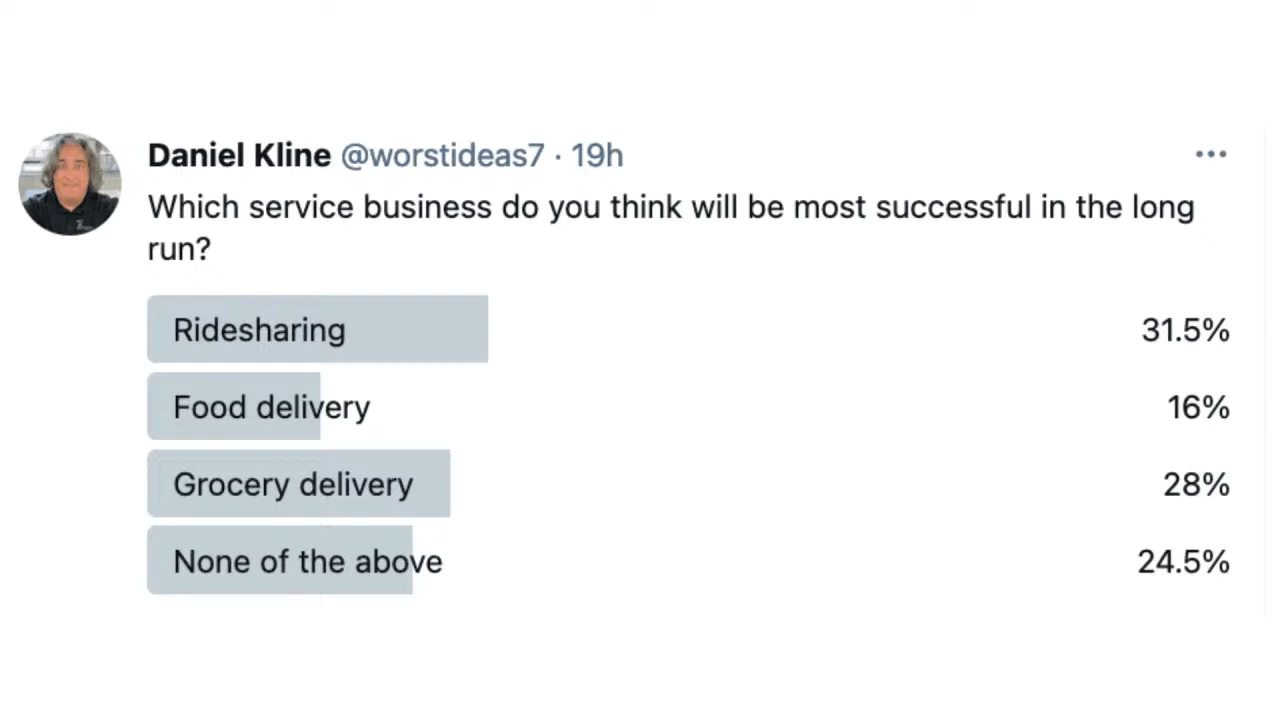 Daniel Kline @worstideas7 · 19h
Which service business do you think will be most successful in the long
run?
Ridesharing 31.5%
Food delivery 16%
Grocery delivery 28%
None of the above 24.5%